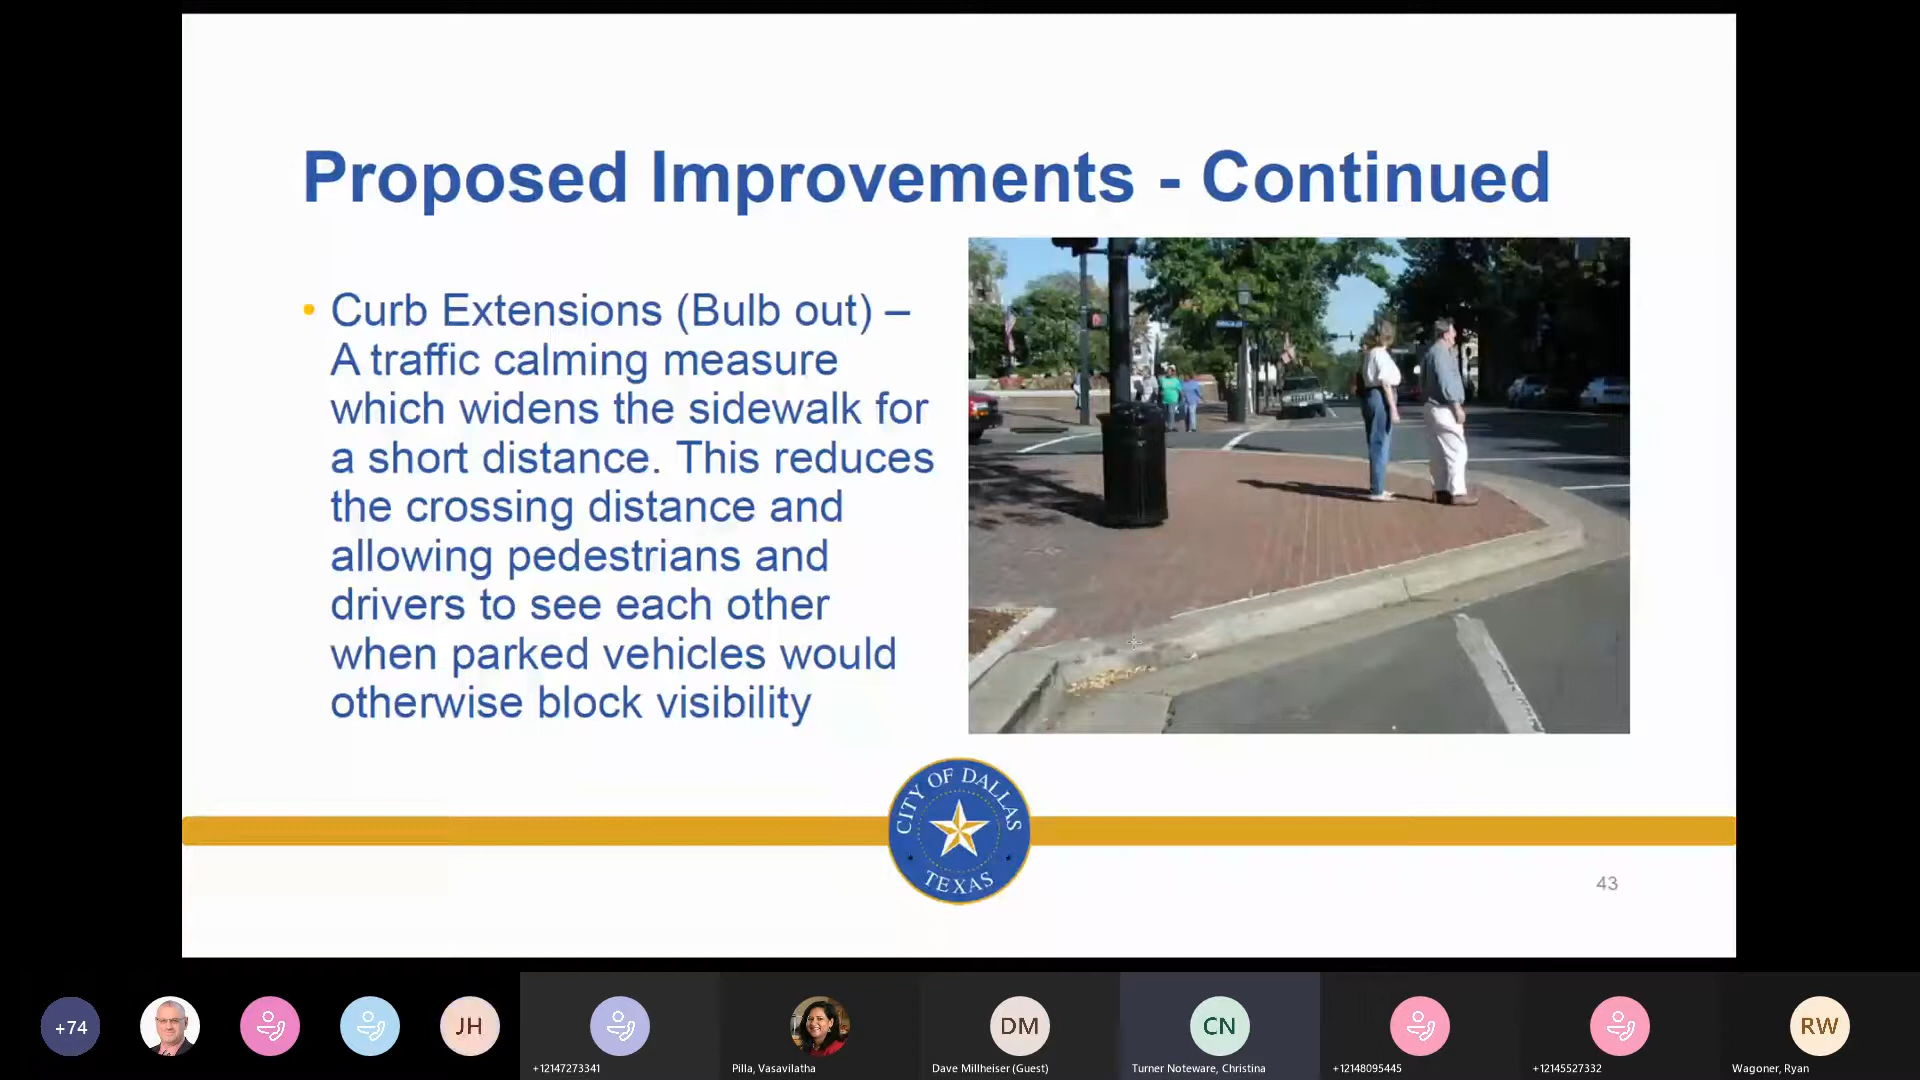 Proposed Improvements - Continued
• Curb Extensions (Bulb out) –
A traffic calming measure
which widens the sidewalk for
a short distance. This reduces
the crossing distance and
allowing pedestrians and
drivers to see each other
when parked vehicles would
otherwise block visibility
CITY OF DALLAS
TEXAS
43
+74
JH
DM
CN
RW
+12147273341
Pilla, Vasavilatha
Dave Millheiser (Guest)
Turner Noteware, Christina
+12148095445
+12145527332
Wagoner, Ryan